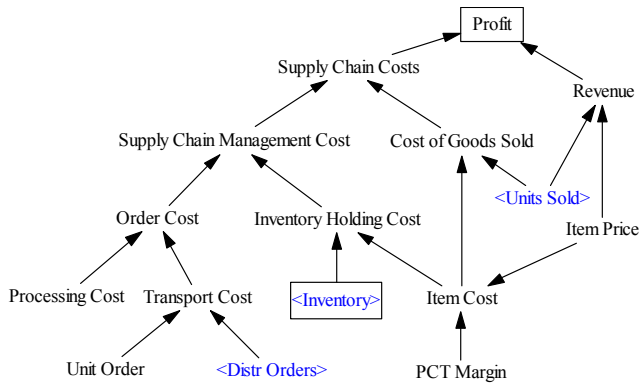 Profit
Supply Chain Costs
Revenue
Supply Chain Management Cost
Cost of Goods Sold
<Units Sold>
Order Cost
Inventory Holding Cost
Item Price
Processing Cost
Transport Cost
<Inventory>
Item Cost
Unit Order
<Distr Orders>
PCT Margin